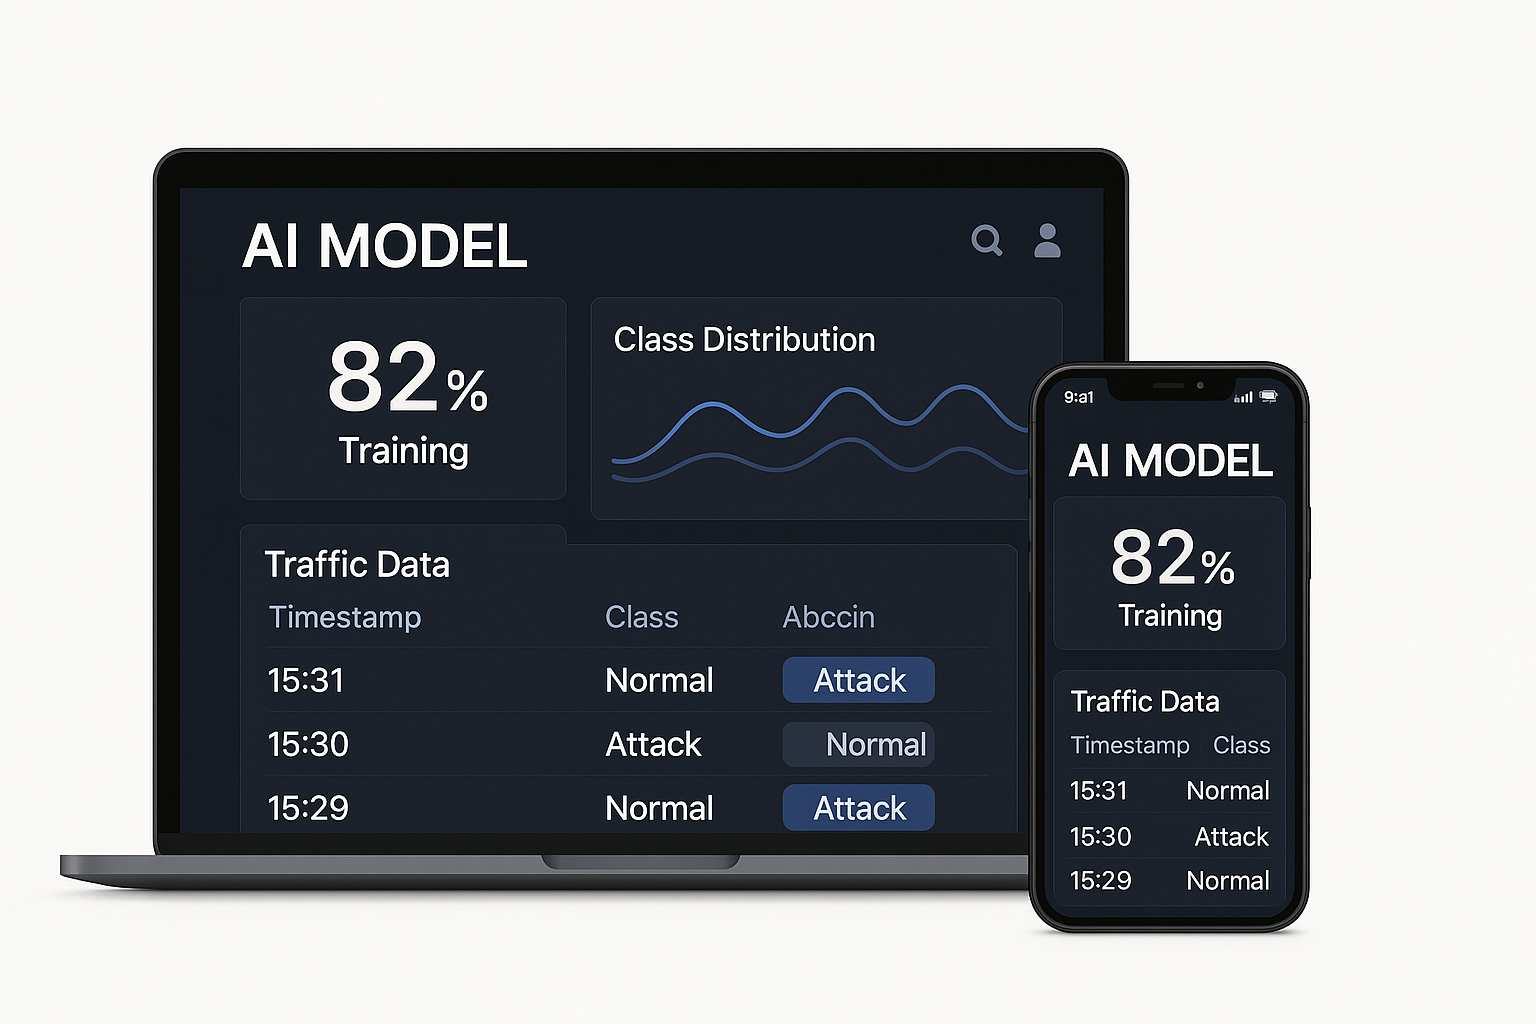 AI MODEL
82%
Training
Class Distribution
Traffic Data
Timestamp Class Abccin
15:31 Normal Attack
15:30 Attack Normal
15:29 Normal Attack
9:a1
AI MODEL
82%
Training
Traffic Data
Timestamp Class
15:31 Normal
15:30 Attack
15:29 Normal